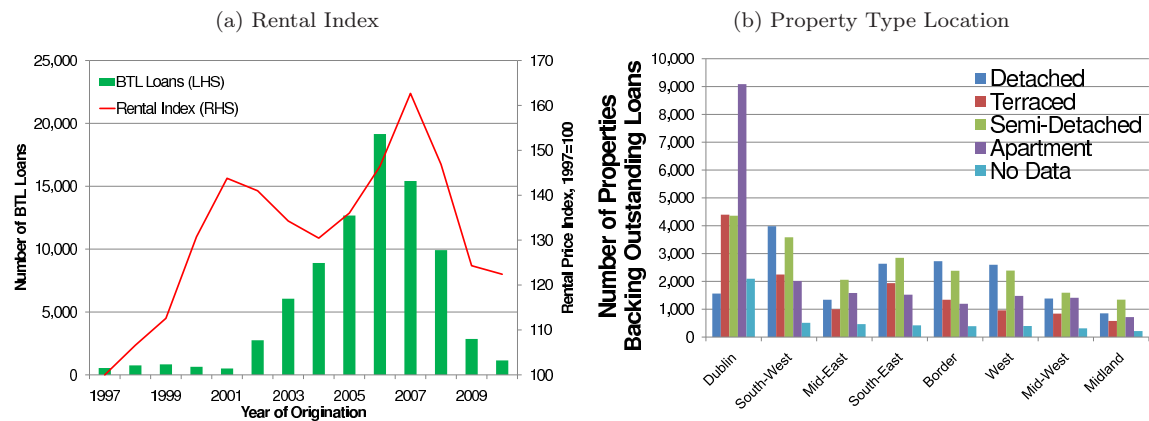 (a) Rental Index
25,000
20,000
15,000
10,000
5,000
0
Number of BTL Loans
BTL Loans (LHS)
Rental Index (RHS)
170
160
150
140
130
120
110
100
Rental Price Index, 1997=100
1997 1999 2001 2003 2005 2007 2009
Year of Origination
(b) Property Type Location
10,000
9,000
8,000
7,000
6,000
5,000
4,000
3,000
2,000
1,000
0
Number of Properties
Backing Outstanding Loans
Detached
Terraced
Semi-Detached
Apartment
No Data
Dublin
South-West
Mid-East
South-East
Border
West
Mid-West
Midland